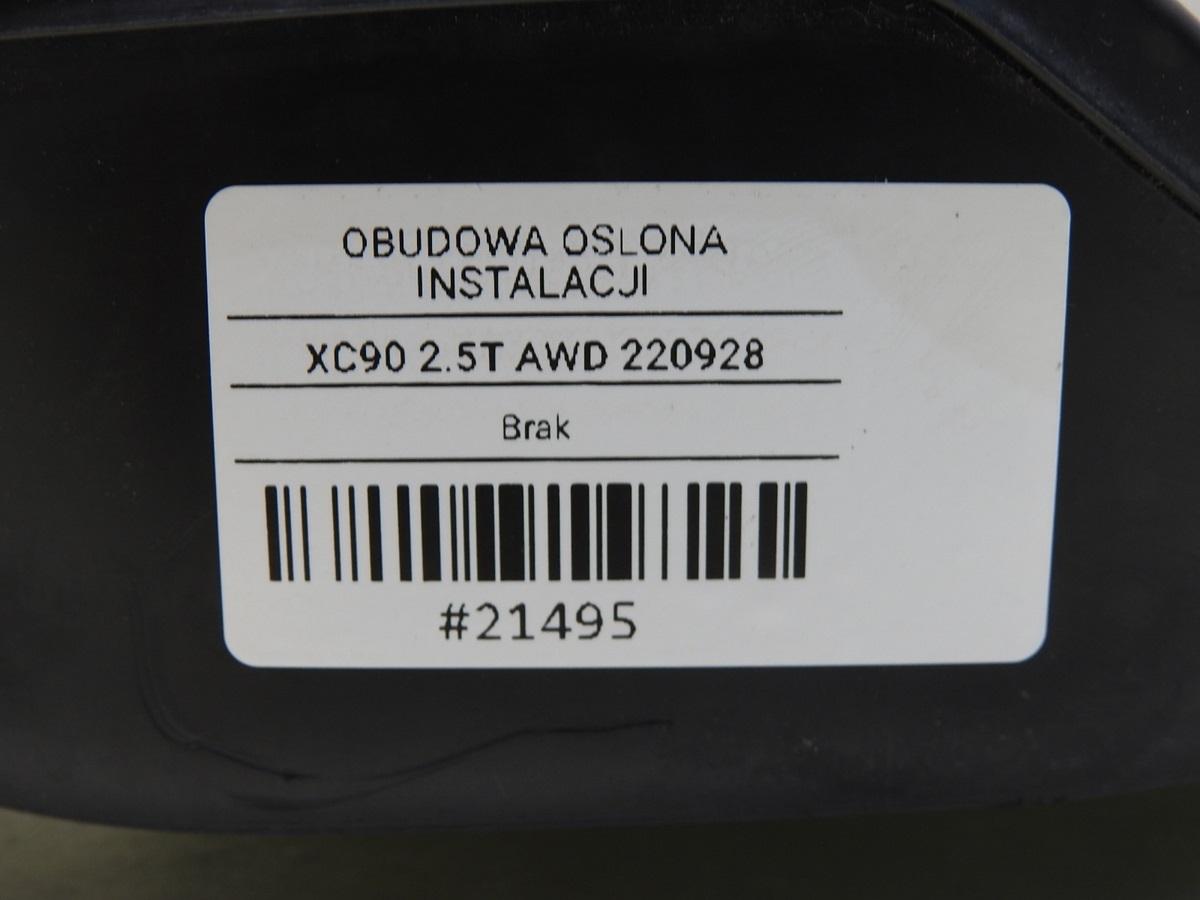 OBUDOWA OSLONA
INSTALACJI
XC90 2.5T AWD 220928
Brak
#21495